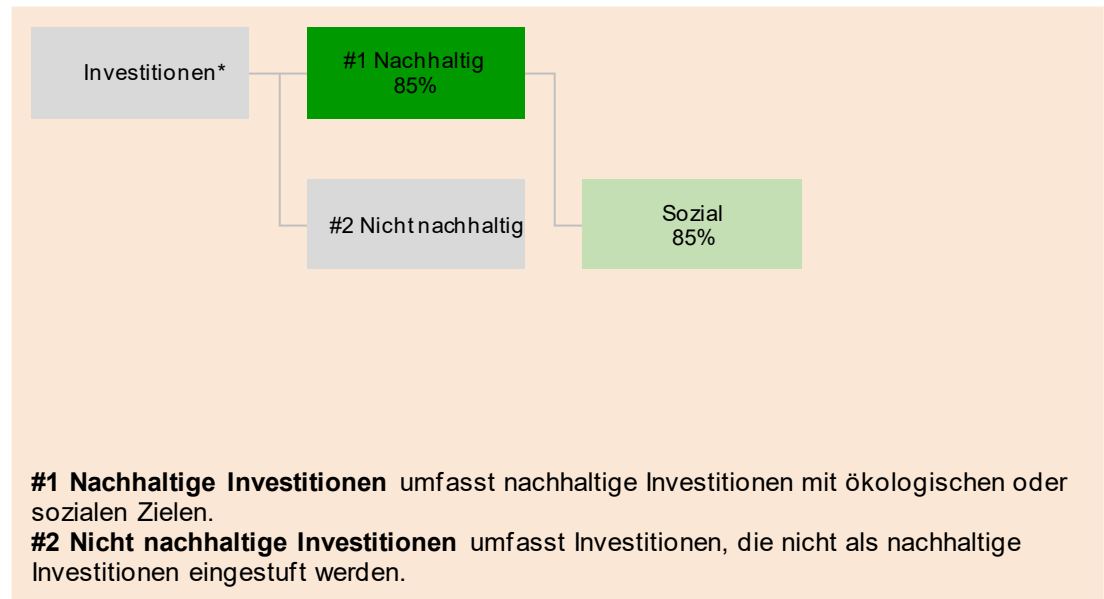 Investitionen*
#1 Nachhaltig
85%
#2 Nicht nachhaltig
Sozial
85%
#1 Nachhaltige Investitionen umfasst nachhaltige Investitionen mit ökologischen oder
sozialen Zielen.
#2 Nicht nachhaltige Investitionen umfasst Investitionen, die nicht als nachhaltige
Investitionen eingestuft werden.